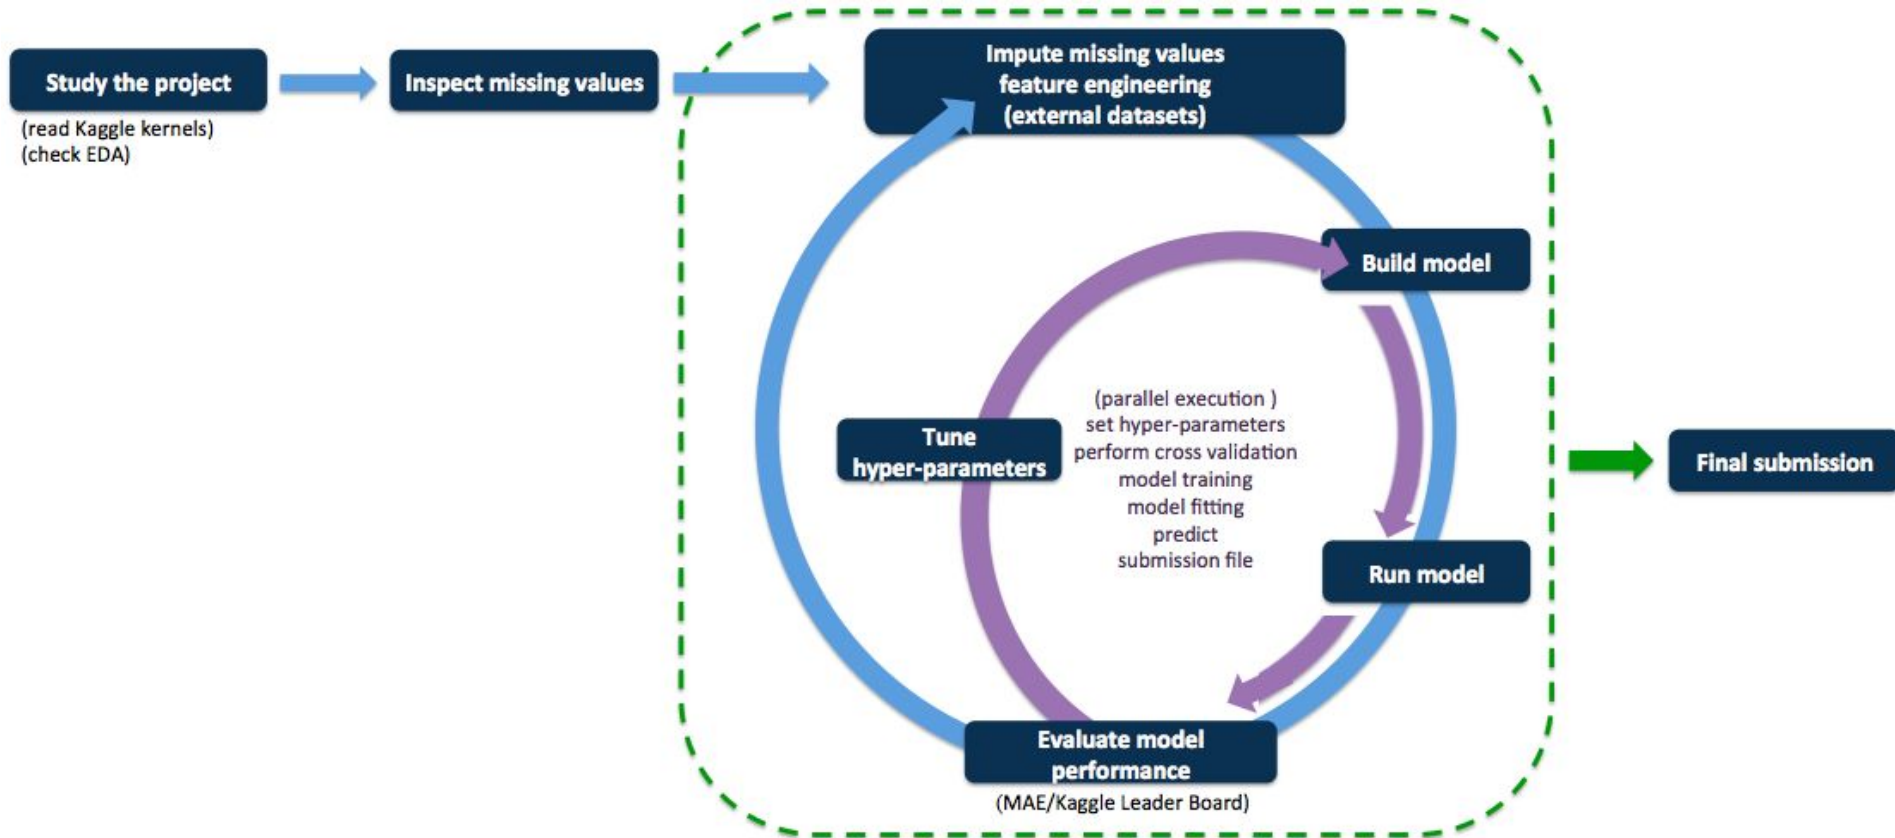 Study the project
(read Kaggle kernels)
(check EDA)
Inspect missing values
Impute missing values
feature engineering
(external datasets)
Build model
(parallel execution )
set hyper-parameters
perform cross validation
model training
model fitting
predict
submission file
Tune
hyper-parameters
Run model
Evaluate model
performance
(MAE/Kaggle Leader Board)
Final submission